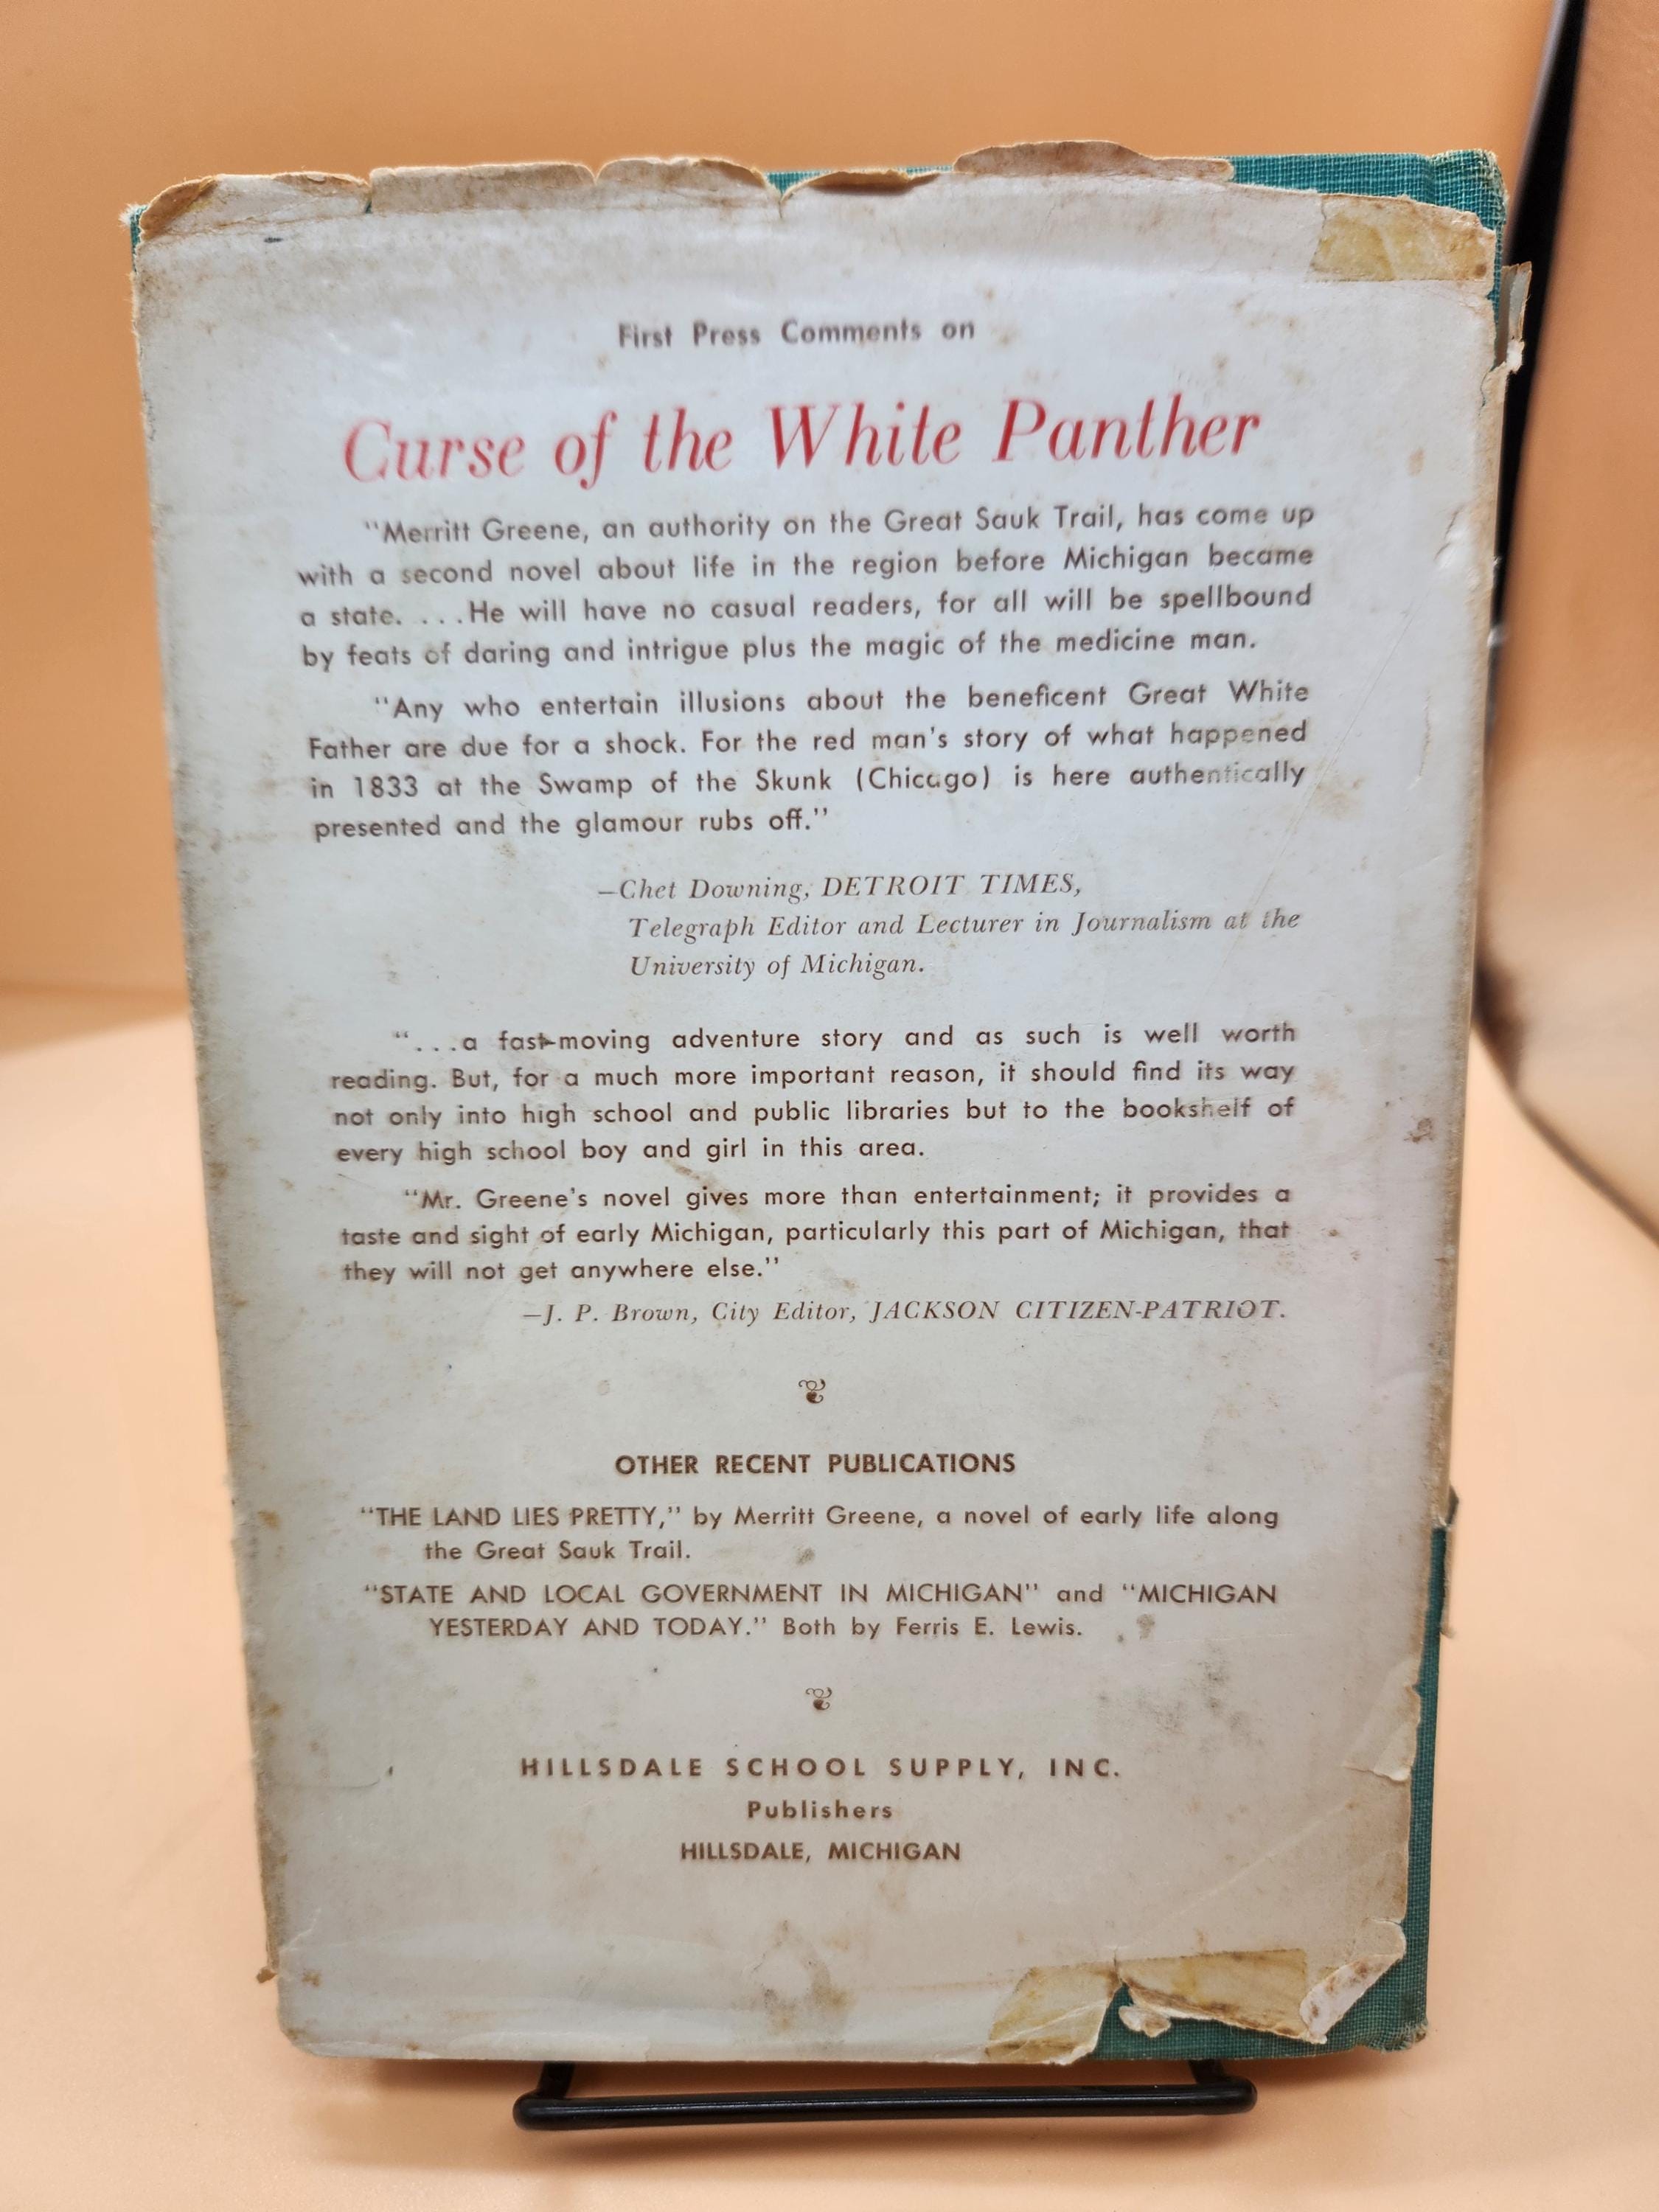 First Press Comments on
Curse of the White Panther
"Merritt Greene, an authority on the Great Sauk Trail, has come up
with a second novel about life in the region before Michigan became
a state. . . .He will have no casual readers, for all will be spellbound
by feats of daring and intrigue plus the magic of the medicine man.
"Any who entertain illusions about the beneficent Great White
Father are due for a shock. For the red man's story of what happened
in 1833 at the Swamp of the Skunk (Chicago) is here authentically
presented and the glamour rubs off."
—Chet Downing, DETROIT TIMES,
Telegraph Editor and Lecturer in Journalism at the
University of Michigan.
". . .a fast-moving adventure story and as such is well worth
reading. But, for a much more important reason, it should find its way
not only into high school and public libraries but to the bookshelf of
every high school boy and girl in this area.
"Mr. Greene's novel gives more than entertainment; it provides a
taste and sight of early Michigan, particularly this part of Michigan, that
they will not get anywhere else."
—J. P. Brown, City Editor, JACKSON CITIZEN-PATRIOT.
OTHER RECENT PUBLICATIONS
"THE LAND LIES PRETTY," by Merritt Greene, a novel of early life along
the Great Sauk Trail.
"STATE AND LOCAL GOVERNMENT IN MICHIGAN" and "MICHIGAN
YESTERDAY AND TODAY." Both by Ferris E. Lewis.
HILLSDALE SCHOOL SUPPLY, INC.
Publishers
HILLSDALE, MICHIGAN